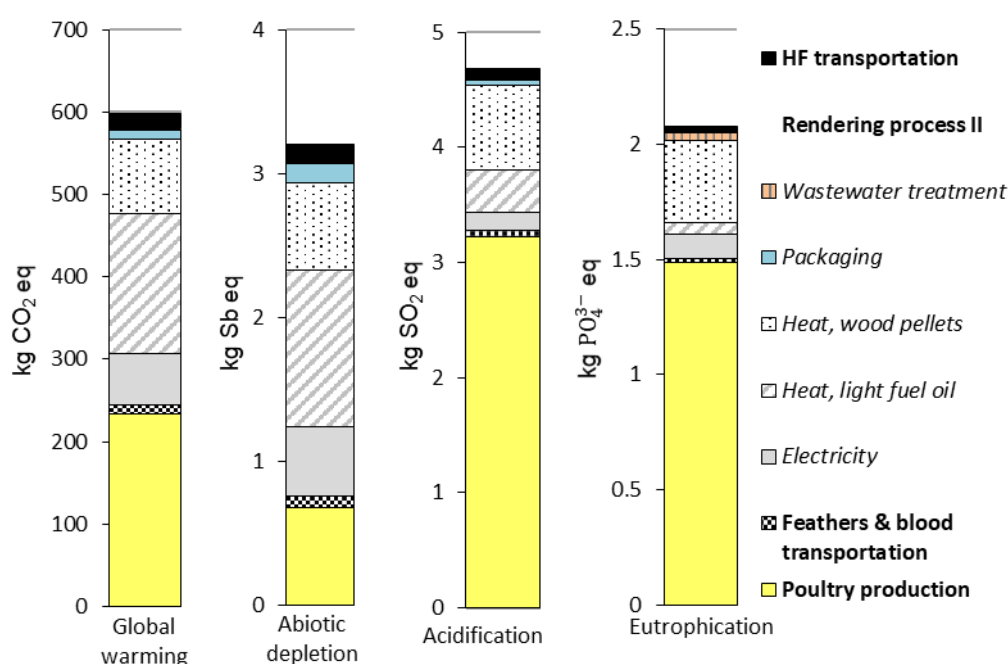 700
600
500
400
300
200
100
0
kg CO₂ eq
Global
warming
4
3
2
1
0
kg Sb eq
Abiotic
depletion
5
4
3
2
1
0
kg SO₂ eq
Acidification
2.5
2
1.5
1
0.5
0
kg PO₄³⁻ eq
Eutrophication
HF transportation
Rendering process II
Wastewater treatment
Packaging
Heat, wood pellets
Heat, light fuel oil
Electricity
Feathers & blood
transportation
Poultry production